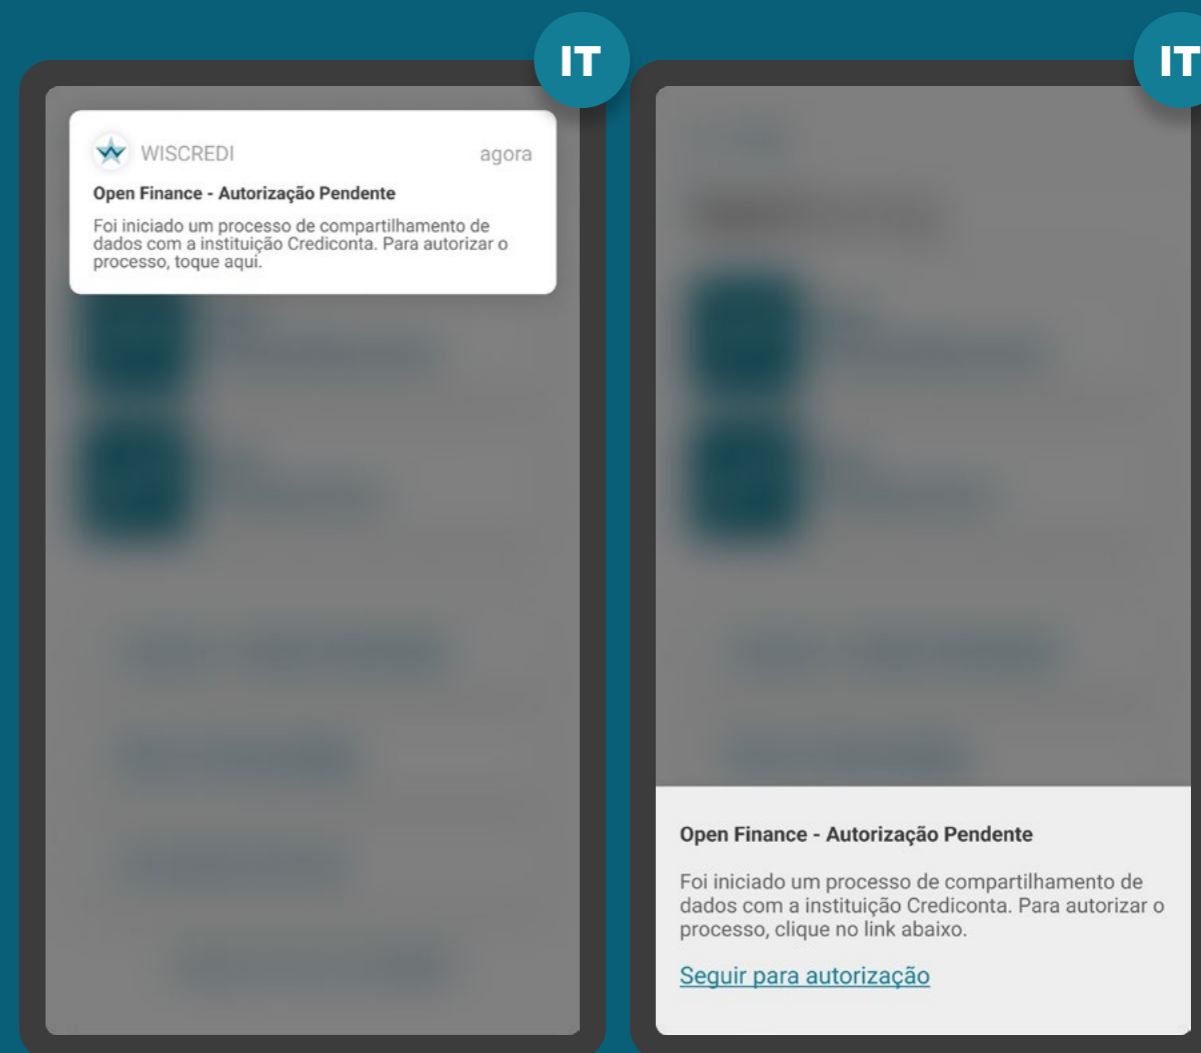 IT
WISCREDI agora
Open Finance - Autorização Pendente
Foi iniciado um processo de compartilhamento de
dados com a instituição Crediconta. Para autorizar o
processo, toque aqui.
IT
Open Finance - Autorização Pendente
Foi iniciado um processo de compartilhamento de
dados com a instituição Crediconta. Para autorizar o
processo, clique no link abaixo.
Seguir para autorização